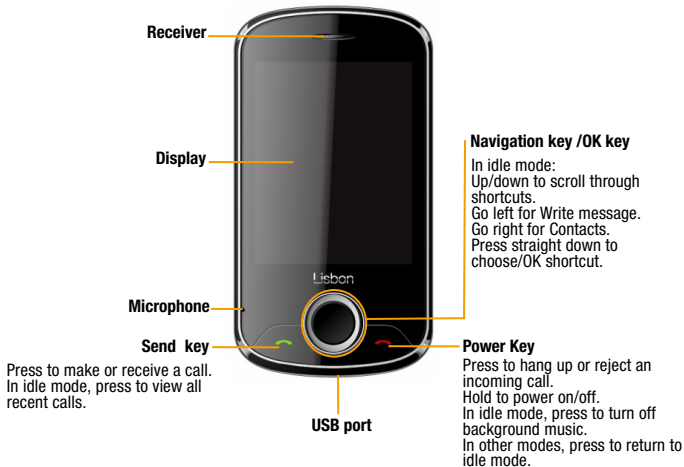 Receiver
Display
Navigation key /OK key
In idle mode:
Up/down to scroll through
shortcuts.
Go left for Write message.
Go right for Contacts.
Press straight down to
choose/OK shortcut.
Lisbon
Microphone
Send key
Press to make or receive a call.
In idle mode, press to view all
recent calls.
Power Key
Press to hang up or reject an
incoming call.
Hold to power on/off.
In idle mode, press to turn off
background music.
In other modes, press to return to
idle mode.
USB port